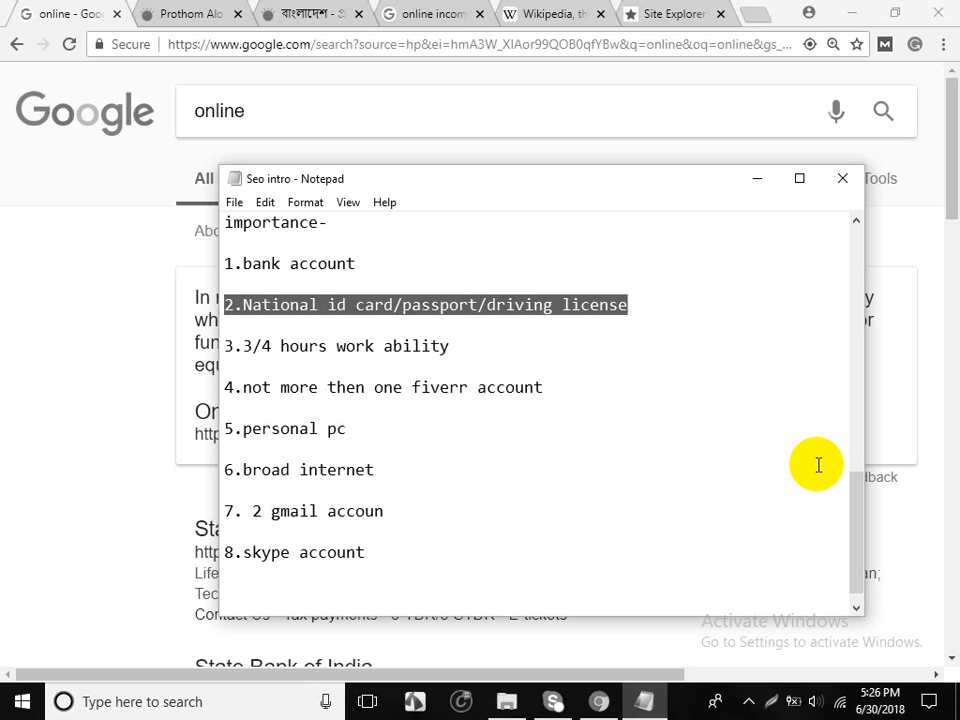 online - Goo
Prothom Alo
বাংলাদেশ - প্র
online incom
Wikipedia, th
Site Explorer
Secure
https://www.google.com/search?source=hp&ei=hmA3W_XIAor99QOB0qfYBw&q=online&oq=online&gs_...
Google
online
All
Tools
Seo intro - Notepad
File Edit Format View Help
importance-
1.bank account
2.National id card/passport/driving license
3.3/4 hours work ability
4.not more then one fiverr account
5.personal pc
6.broad internet
7. 2 gmail accoun
8.skype account
Activate Windows
Go to Settings to activate Windows.
State Bank of India
Type here to search
5:26 PM
6/30/2018